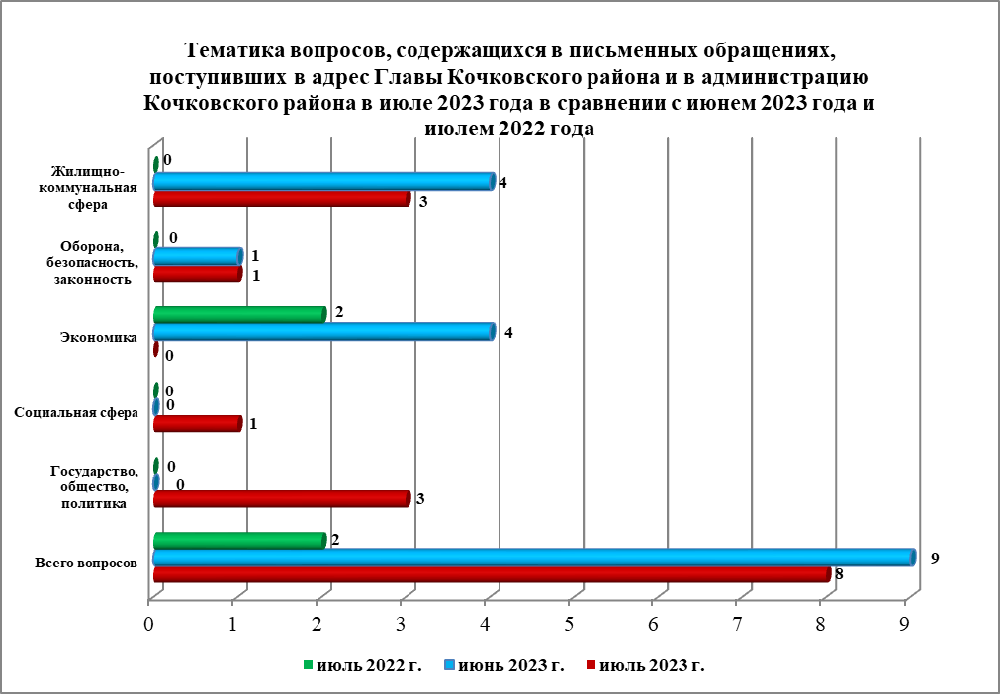 Тематика вопросов, содержащихся в письменных обращениях,
поступивших в адрес Главы Кочковского района и в администрацию
Кочковского района в июле 2023 года в сравнении с июнем 2023 года и
июлем 2022 года
Жилищно-
коммунальная
сфера
0
4
3
Оборона,
безопасность,
законность
0
1
1
Экономика
2
4
0
Социальная сфера
0
0
1
Государство,
общество,
политика
0
0
3
Всего вопросов
2
9
8
0 1 2 3 4 5 6 7 8 9
июль 2022 г. июнь 2023 г. июль 2023 г.